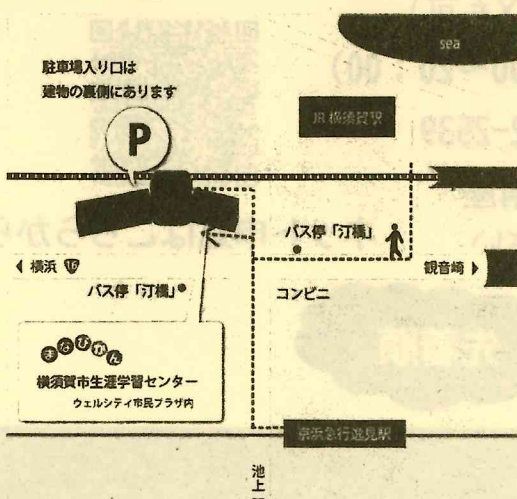 sea
駐車場入り口は
建物の裏側にあります
P
JR 横須賀駅
バス停「汀橋」
◀ 横浜 16
観音崎 ▶
バス停「汀橋」
コンビニ
まなびかん
横須賀市生涯学習センター
ウェルシティ市民プラザ内
京浜急行逸見駅
池上